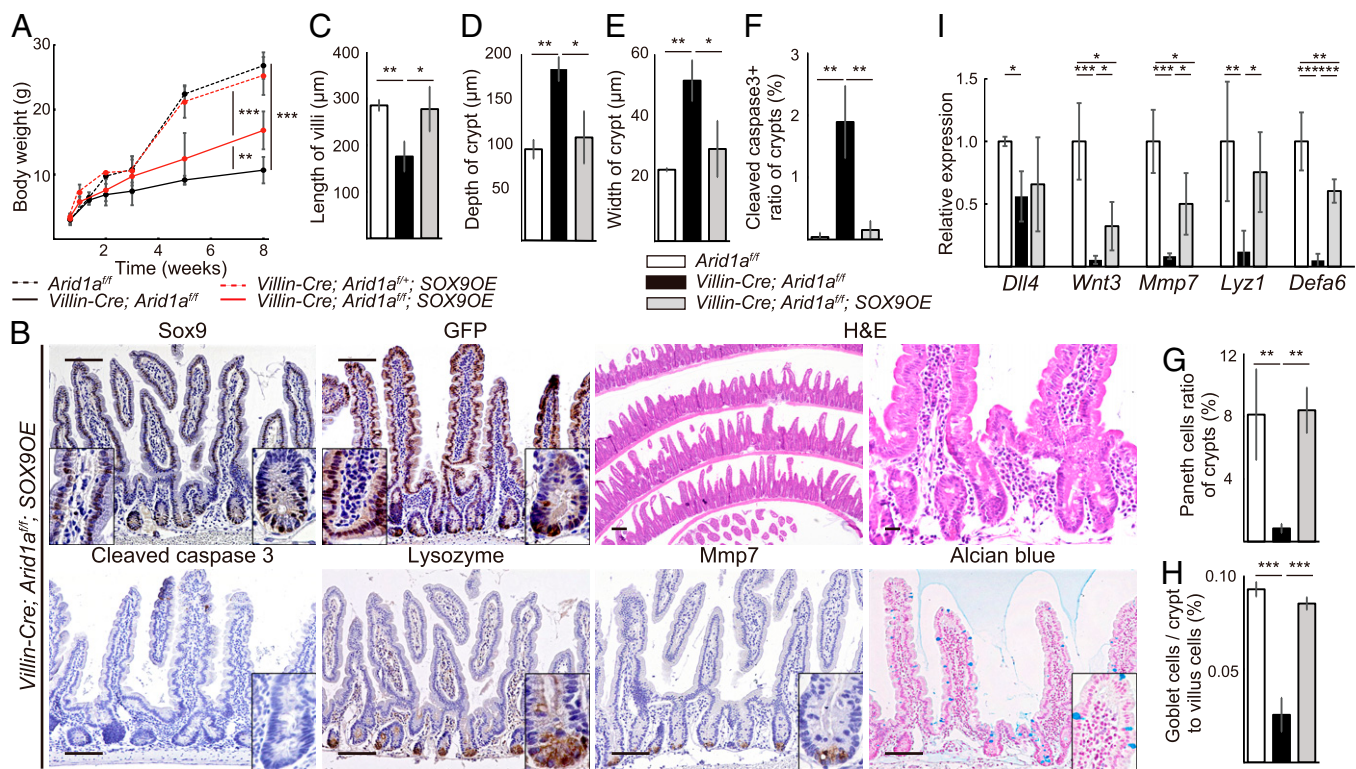 A
Body weight (g)
30
20
10
2
4
6
8
Time (weeks)
***
***
**
Arid1a^f/f
Villin-Cre; Arid1a^f/+; SOX9OE
Villin-Cre; Arid1a^f/f
Villin-Cre; Arid1a^f/f; SOX9OE
C
Length of villi (µm)
400
300
200
100
** *
D
Depth of crypt (µm)
200
150
100
50
** *
E
Width of crypt (µm)
60
40
20
** *
F
Cleaved caspase3+
ratio of crypts (%)
3
2
1
** **
Arid1a^f/f
Villin-Cre; Arid1a^f/f
Villin-Cre; Arid1a^f/f; SOX9OE
I
Relative expression
1.5
1.0
0.5
*
*
*** *
*
*** *
** *
**
******
Dll4 Wnt3 Mmp7 Lyz1 Defa6
B
Villin-Cre; Arid1a^f/f; SOX9OE
Sox9 GFP H&E
Cleaved caspase 3 Lysozyme Mmp7 Alcian blue
G
Paneth cells ratio
of crypts (%)
12
8
4
** **
H
Goblet cells / crypt
to villus cells (%)
0.10
0.05
*** ***